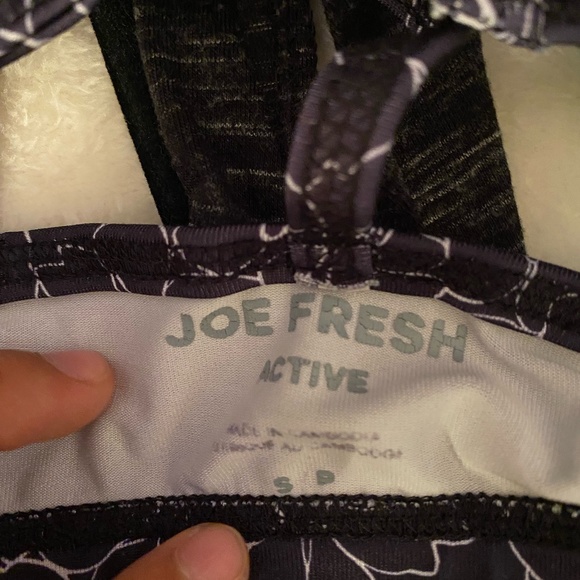 JOE FRESH
ACTIVE
MADE IN CAMBODIA
FABRIQUÉ AU CAMBODGE
S P